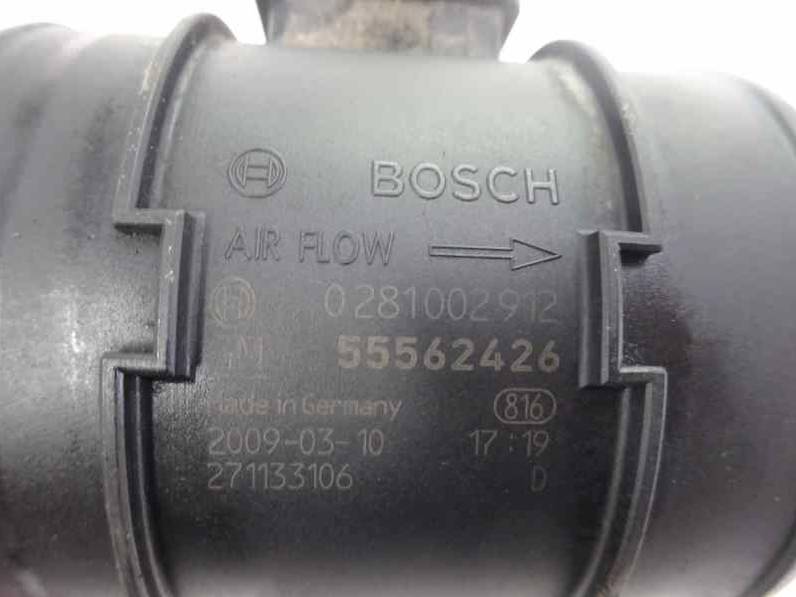 BOSCH
AIR FLOW
0281002912
55562426
Made in Germany 816
2009-03-10 17:19
271133106 D